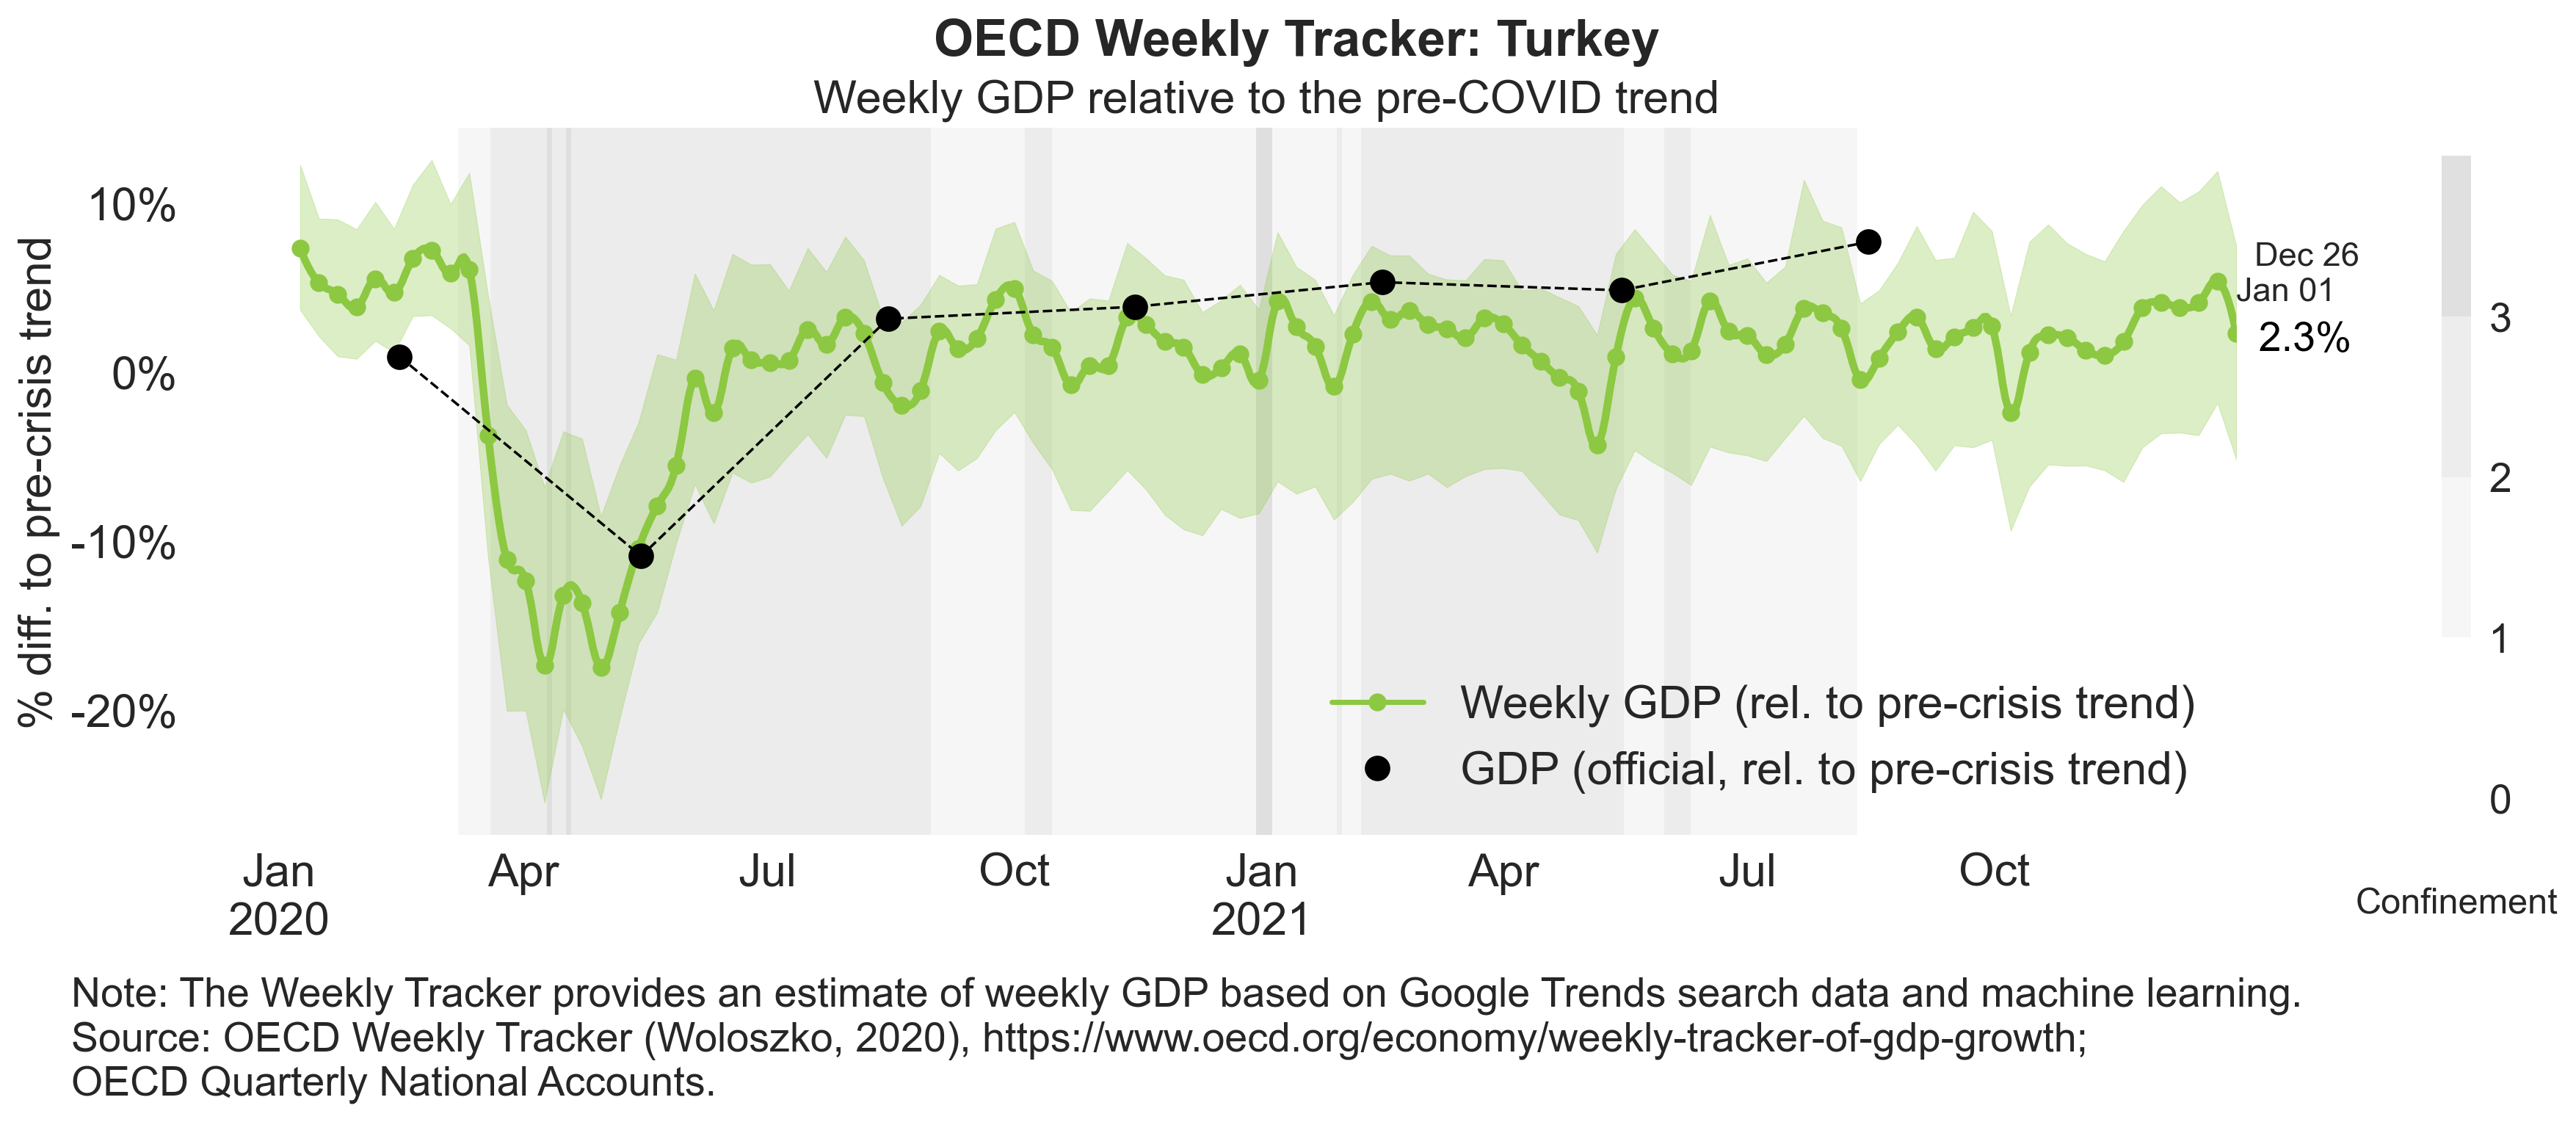 OECD Weekly Tracker: Turkey
Weekly GDP relative to the pre-COVID trend
% diff. to pre-crisis trend
10%
0%
-10%
-20%
Dec 26
Jan 01
2.3%
3
2
1
0
Confinement
Weekly GDP (rel. to pre-crisis trend)
GDP (official, rel. to pre-crisis trend)
Jan Apr Jul Oct Jan Apr Jul Oct
2020 2021
Note: The Weekly Tracker provides an estimate of weekly GDP based on Google Trends search data and machine learning.
Source: OECD Weekly Tracker (Woloszko, 2020), https://www.oecd.org/economy/weekly-tracker-of-gdp-growth;
OECD Quarterly National Accounts.